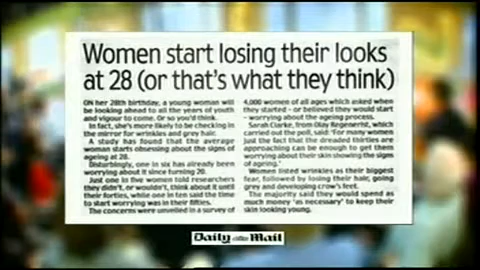 Women start losing their looks
at 28 (or that's what they think)
ON her 28th birthday, a young woman will
be looking ahead to all the years of youth
and vigour to come. Or so you'd think.
In fact, she's more likely to be checking in
the mirror for wrinkles and grey hair.
A study has found that the average
woman starts obsessing about the signs of
ageing at 28.
Disturbingly, one in six has already been
worrying about it since turning 20.
Just one in five women told researchers
they didn't, or wouldn't, think about it until
their forties, while one in ten said the time
to start worrying was in their fifties.
The concerns were unveiled in a survey of
4,000 women of all ages which asked when
they started - or believed they would start
- worrying about the ageing process.
Sarah Clarke, from Olay Regenerist, which
carried out the poll, said: 'For many women
just the fact that the dreaded thirties are
approaching can be enough to get them
worrying about their skin showing the signs
of ageing.'
Women listed wrinkles as their biggest
fear, followed by losing their hair, going
grey and developing crow's feet.
The majority said they would spend as
much money 'as necessary' to keep their
skin looking young.
Daily Mail